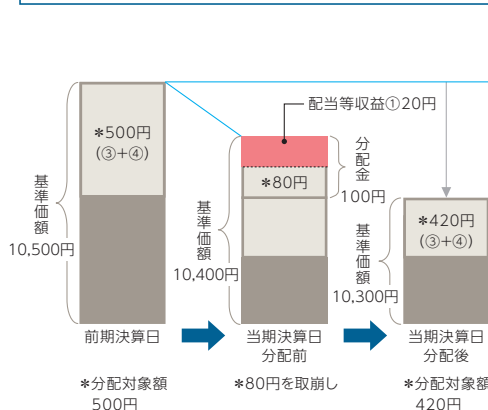 配当等収益①20円
*500円
(③+④)
基準価額
10,500円
前期決算日
*分配対象額
500円
*80円
分配金
100円
基準価額
10,400円
当期決算日
分配前
*80円を取崩し
*420円
(③+④)
基準価額
10,300円
当期決算日
分配後
*分配対象額
420円